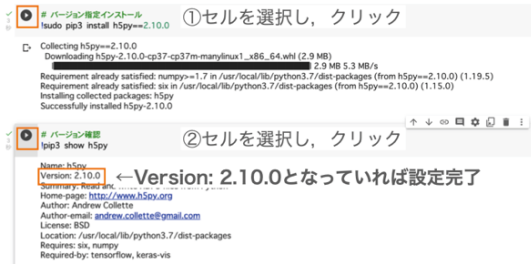 # バージョン指定インストール ①セルを選択し，クリック
!sudo pip3 install h5py==2.10.0
Collecting h5py==2.10.0
Downloading h5py-2.10.0-cp37-cp37m-manylinux1_x86_64.whl (2.9 MB)
2.9 MB 5.3 MB/s
Requirement already satisfied: numpy>=1.7 in /usr/local/lib/python3.7/dist-packages (from h5py==2.10.0) (1.19.5)
Requirement already satisfied: six in /usr/local/lib/python3.7/dist-packages (from h5py==2.10.0) (1.15.0)
Installing collected packages: h5py
Successfully installed h5py-2.10.0
# バージョン確認 ②セルを選択し，クリック
!pip3 show h5py
Name: h5py
Version: 2.10.0 ←Version: 2.10.0となっていれば設定完了
Summary: Read and
Home-page: http://www.h5py.org
Author: Andrew Collette
Author-email: andrew.collette@gmail.com
License: BSD
Location: /usr/local/lib/python3.7/dist-packages
Requires: six, numpy
Required-by: tensorflow, keras-vis